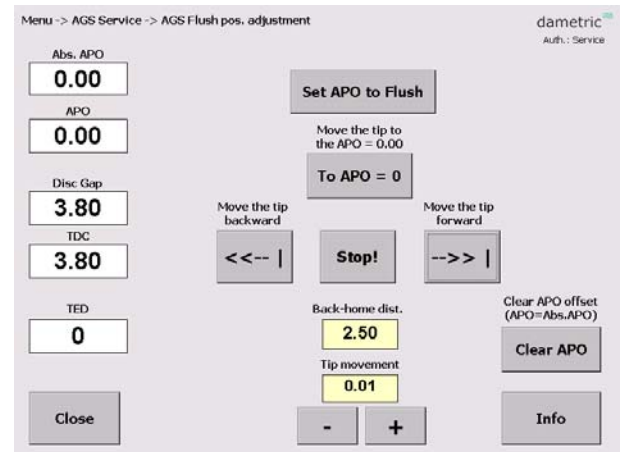 Menu -> AGS Service -> AGS Flush pos. adjustment
dametric
Auth.: Service
Abs. APO
0.00
APO
0.00
Disc Gap
3.80
TDC
3.80
TED
0
Close
Set APO to Flush
Move the tip to
the APO = 0.00
To APO = 0
Move the tip
backward
<<-- |
Stop!
Move the tip
forward
-->> |
Back-home dist.
2.50
Tip movement
0.01
-
+
Clear APO offset
(APO=Abs.APO)
Clear APO
Info